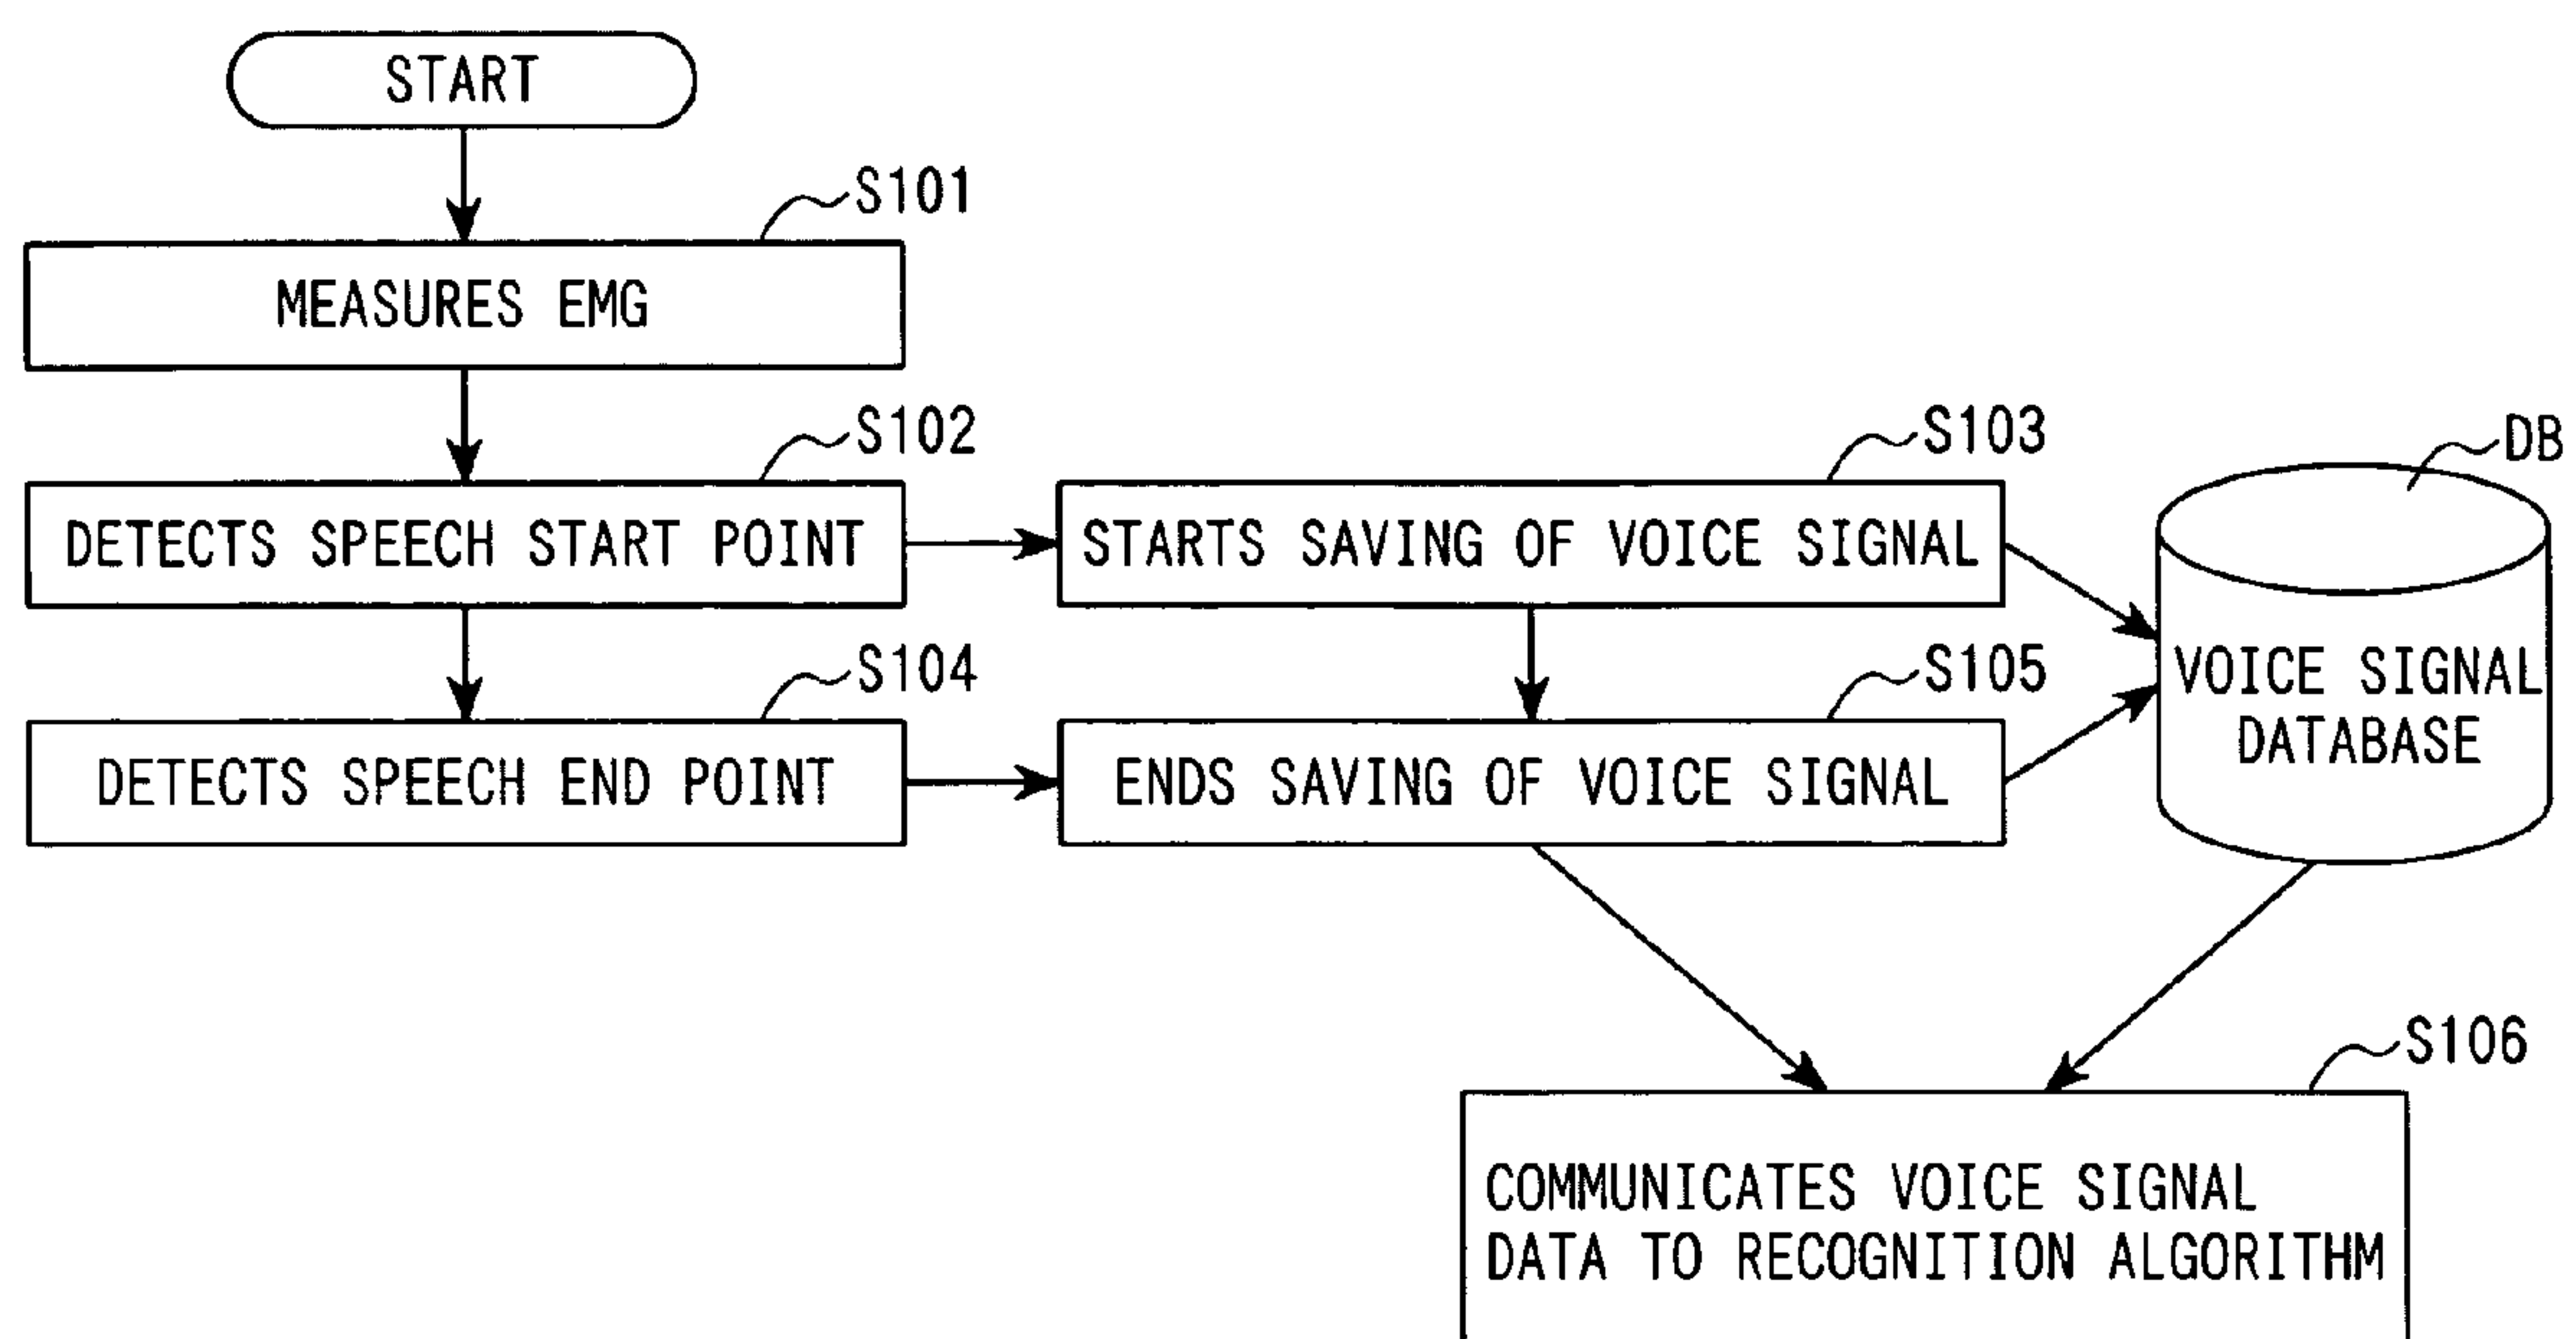 START
S101
MEASURES EMG
S102
DETECTS SPEECH START POINT
S103
STARTS SAVING OF VOICE SIGNAL
DB
VOICE SIGNAL
DATABASE
S104
DETECTS SPEECH END POINT
S105
ENDS SAVING OF VOICE SIGNAL
S106
COMMUNICATES VOICE SIGNAL
DATA TO RECOGNITION ALGORITHM